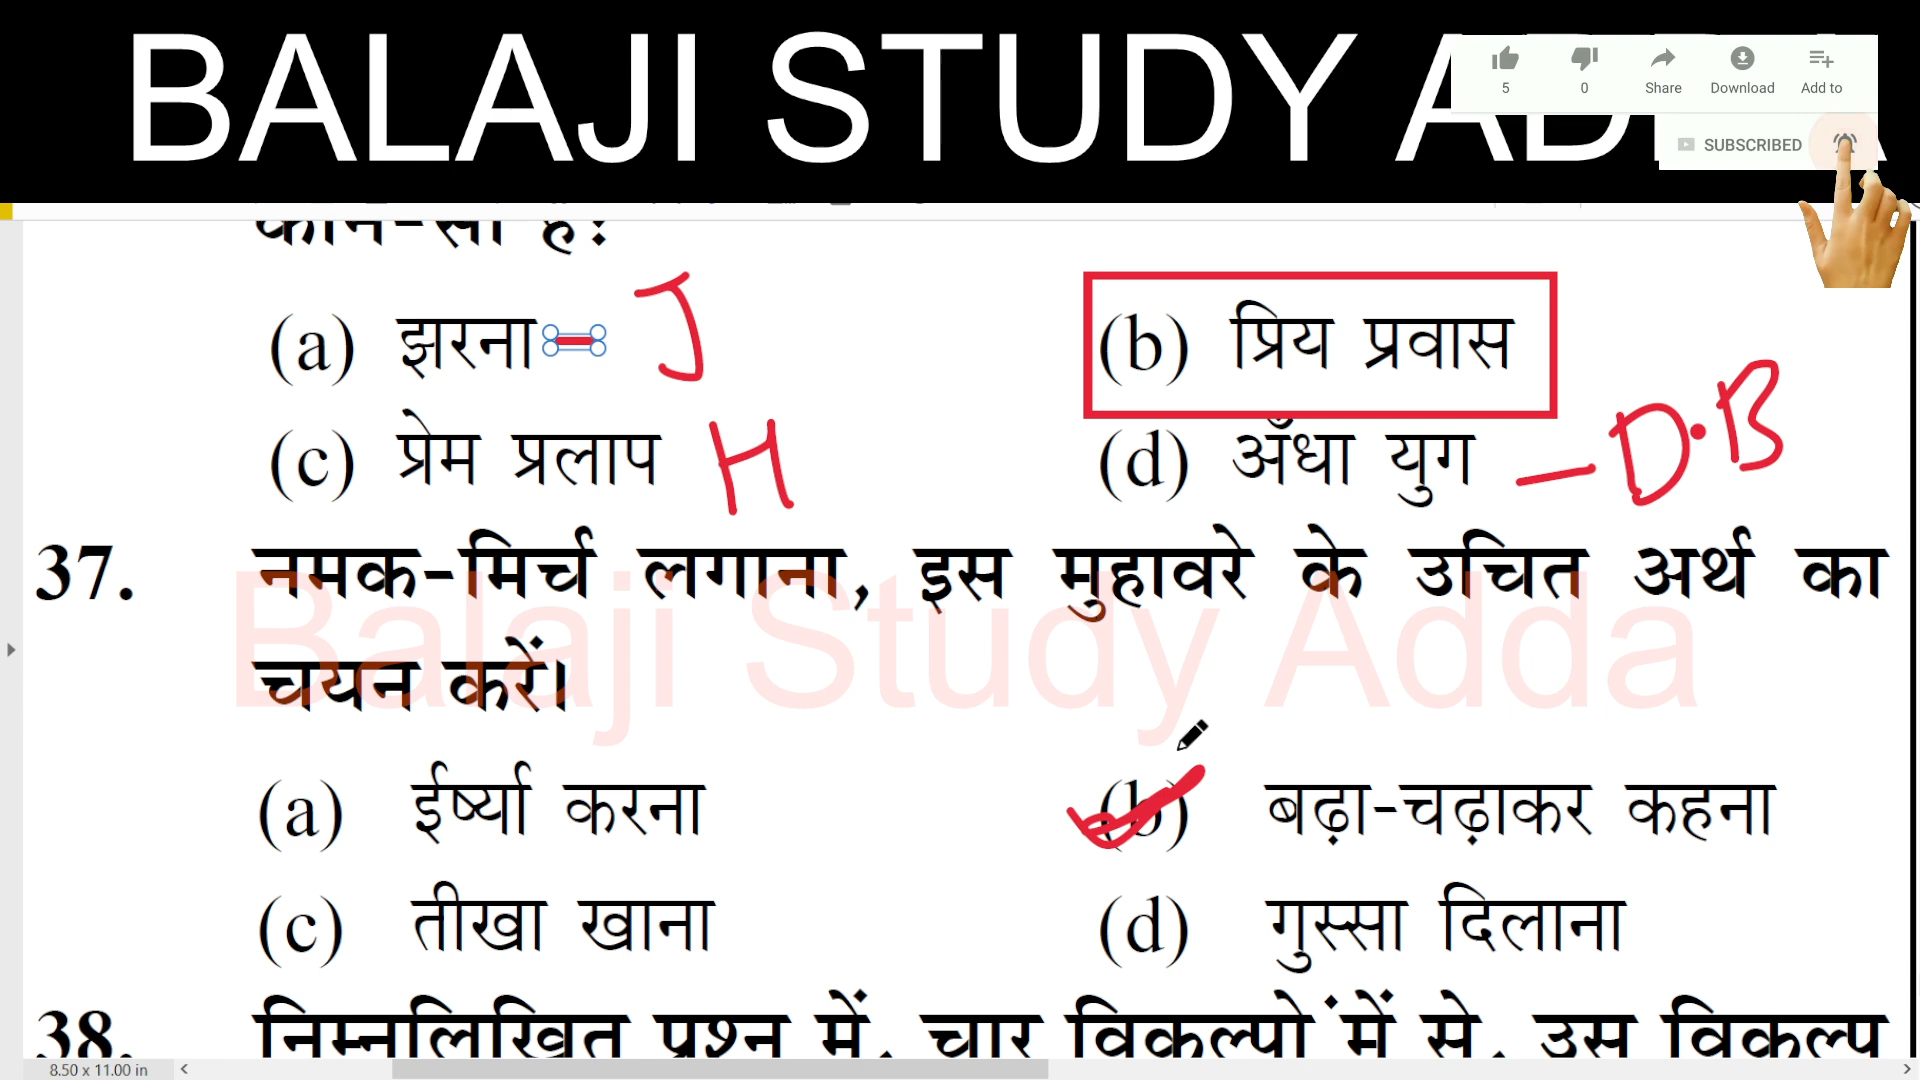 BALAJI STUDY AD
5 0 Share Download Add to
SUBSCRIBED
कौन-सी है?
(a) झरना J (b) प्रिय प्रवास
(c) प्रेम प्रलाप H (d) अँधा युग – D.B
37. नमक-मिर्च लगाना, इस मुहावरे के उचित अर्थ का
चयन करें।
Balaji Study Adda
(a) ईर्ष्या करना (b) बढ़ा-चढ़ाकर कहना
(c) तीखा खाना (d) गुस्सा दिलाना
38. निम्नलिखित प्रश्न में, चार विकल्पों में से, उस विकल्प
8.50 x 11.00 in